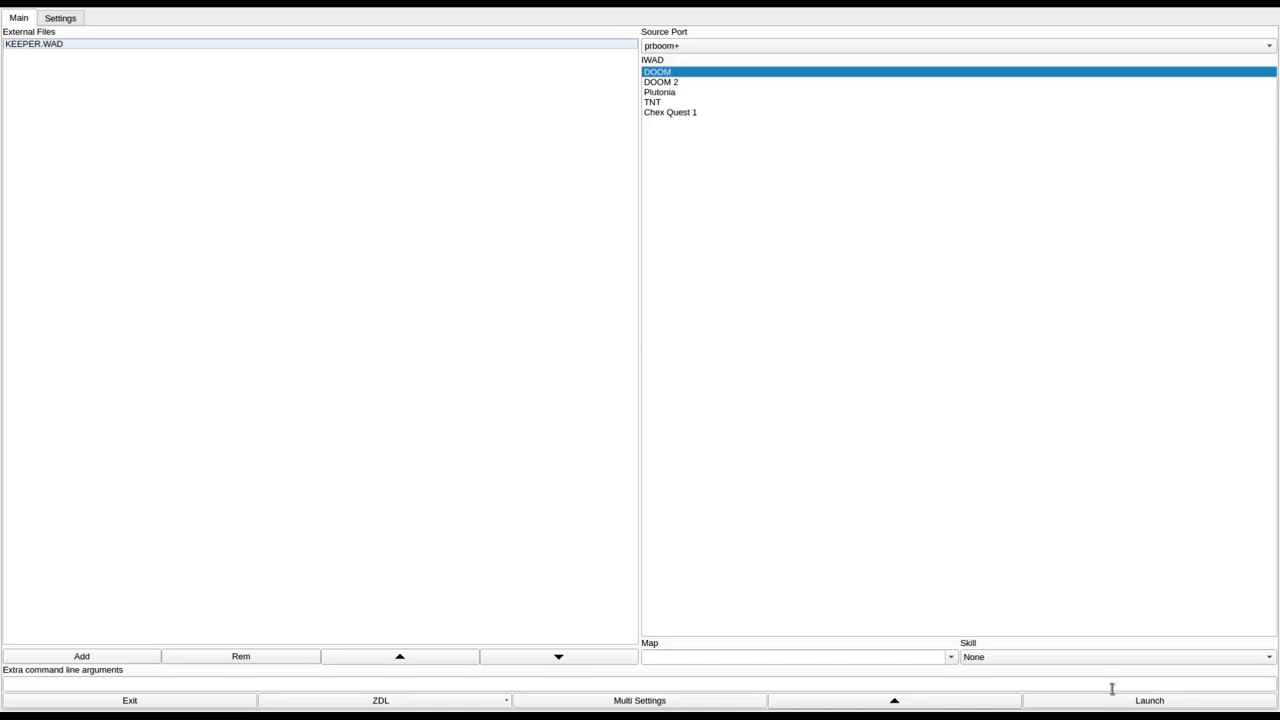 Main Settings
External Files
KEEPER.WAD
Source Port
prboom+
IWAD
DOOM
DOOM 2
Plutonia
TNT
Chex Quest 1
Map Skill
None
Add Rem
Extra command line arguments
Exit ZDL Multi Settings Launch